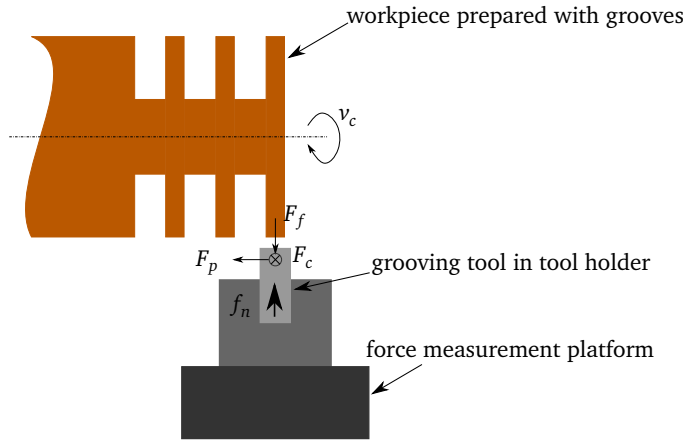 workpiece prepared with grooves
v_c
F_f
F_p
F_c
grooving tool in tool holder
f_n
force measurement platform